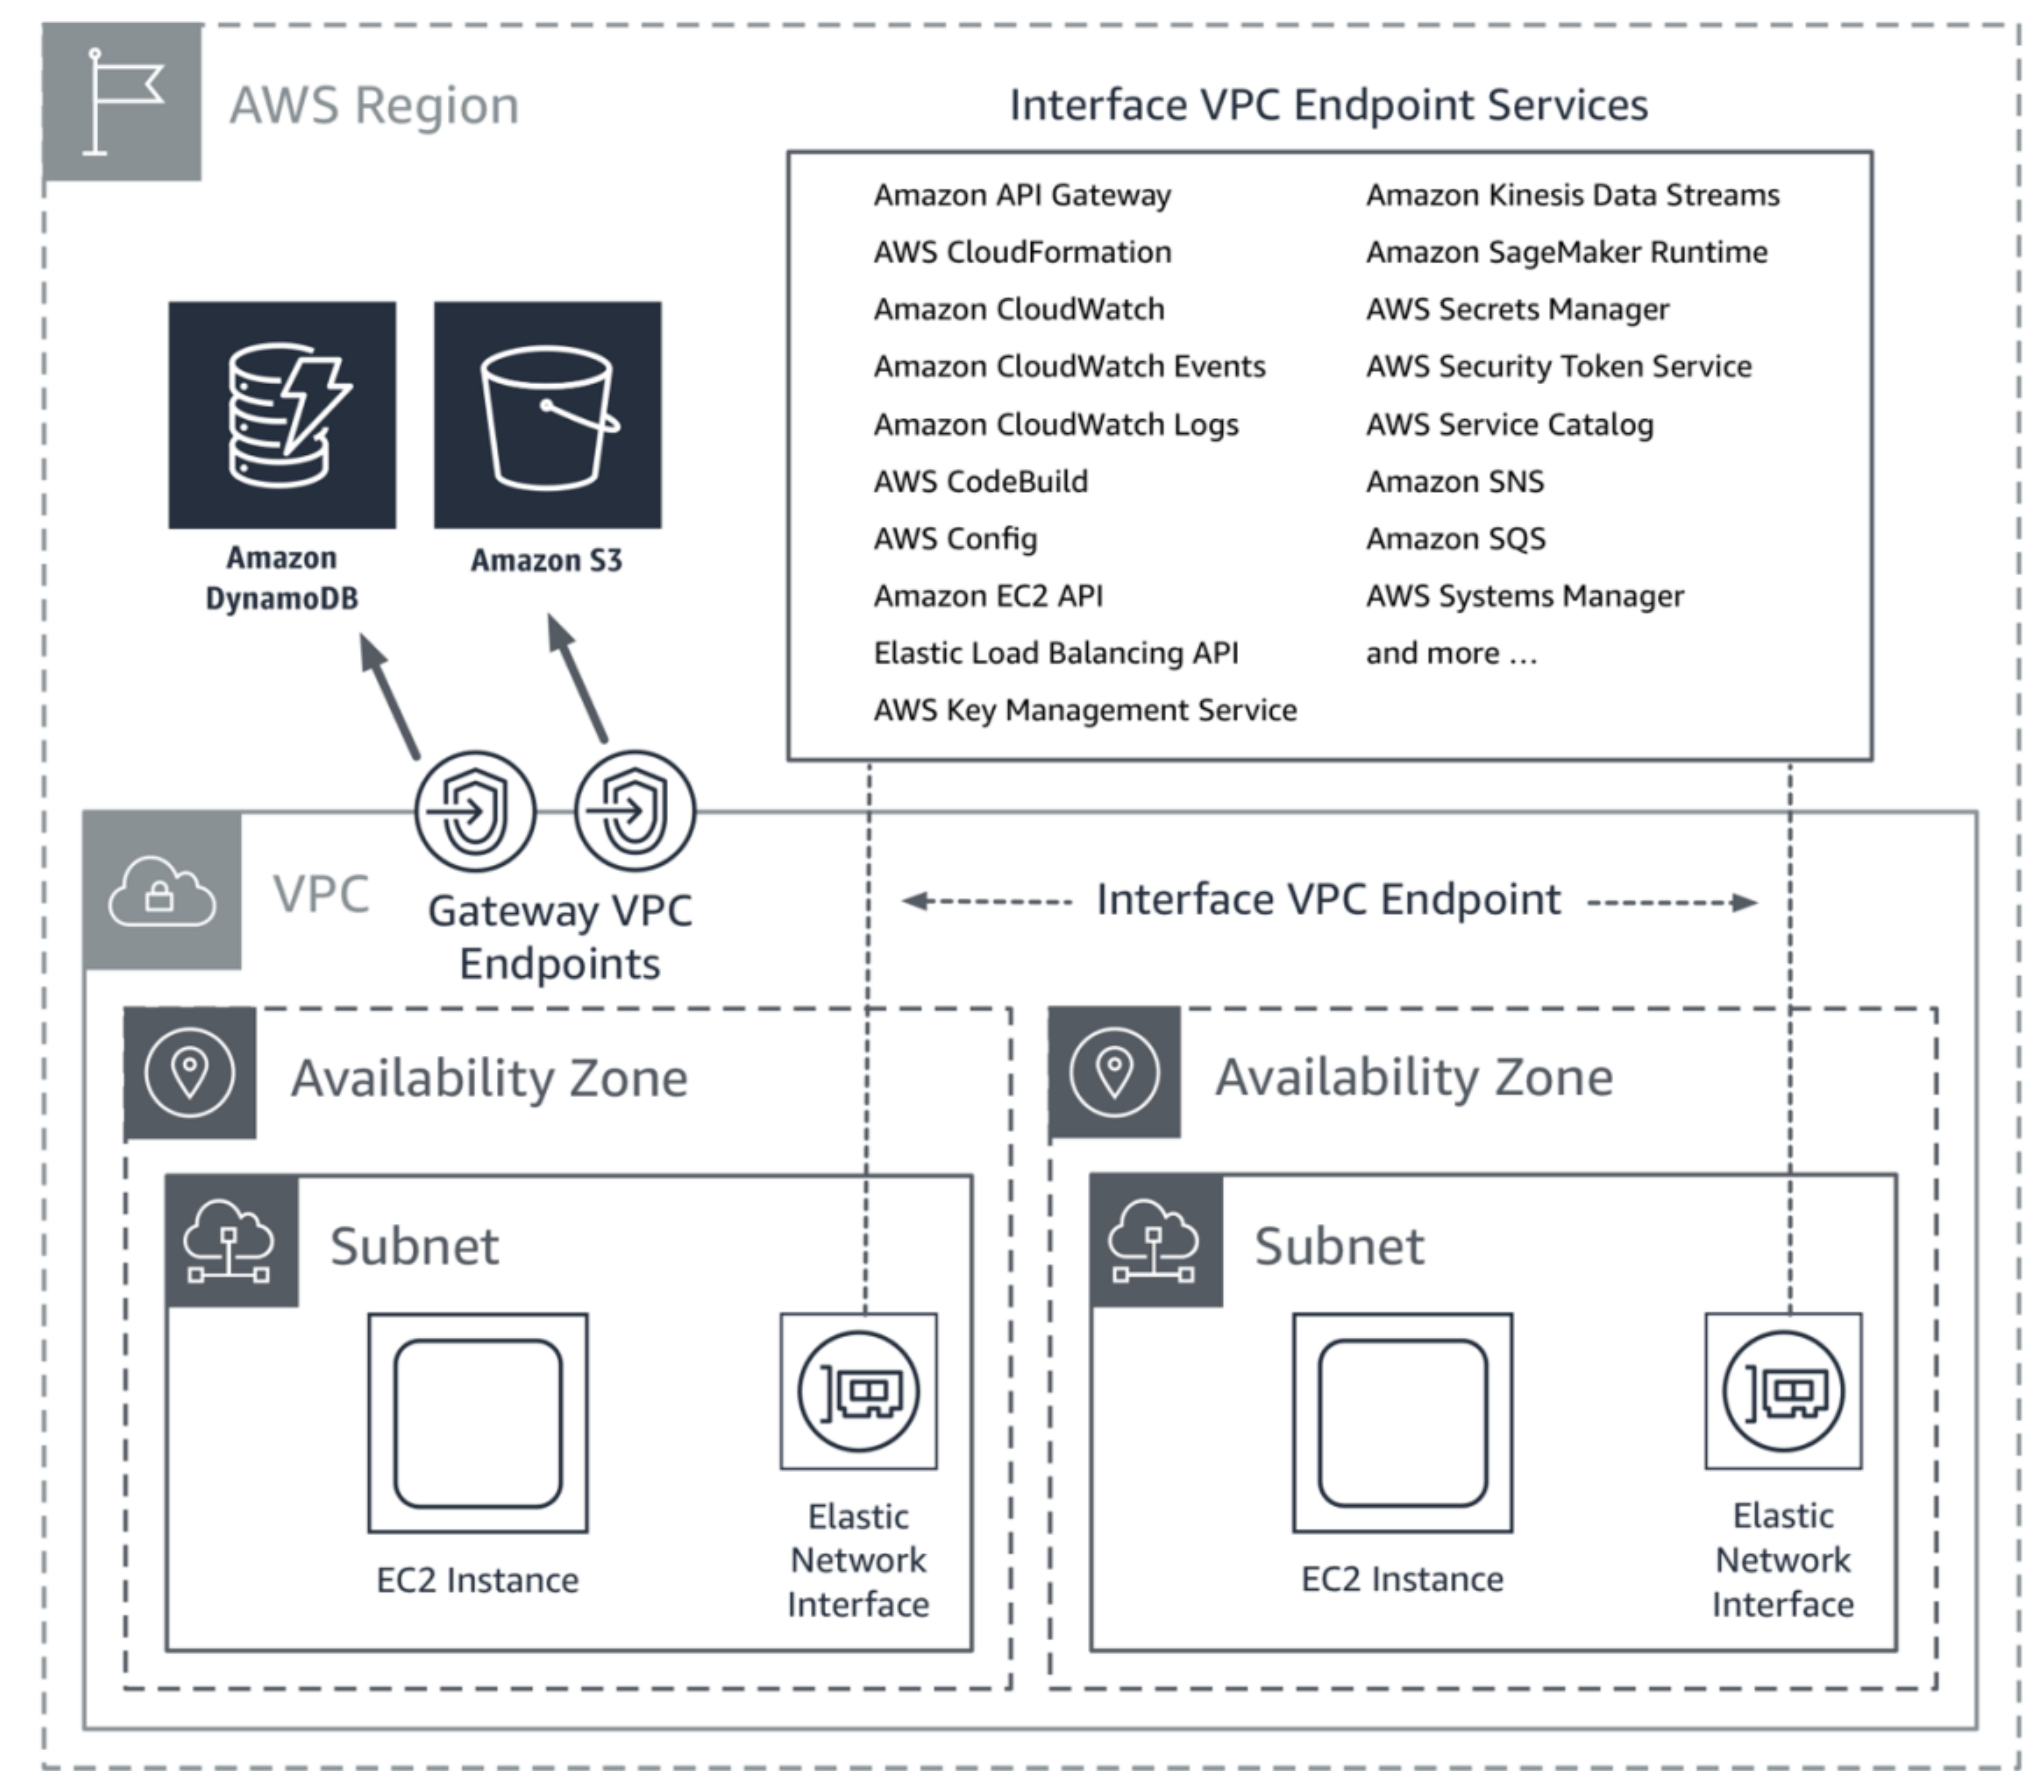 AWS Region
Interface VPC Endpoint Services
Amazon API Gateway
AWS CloudFormation
Amazon CloudWatch
Amazon CloudWatch Events
Amazon CloudWatch Logs
AWS CodeBuild
AWS Config
Amazon EC2 API
Elastic Load Balancing API
AWS Key Management Service
Amazon Kinesis Data Streams
Amazon SageMaker Runtime
AWS Secrets Manager
AWS Security Token Service
AWS Service Catalog
Amazon SNS
Amazon SQS
AWS Systems Manager
and more ...
Amazon
DynamoDB
Amazon S3
VPC
Gateway VPC
Endpoints
Interface VPC Endpoint
Availability Zone
Subnet
EC2 Instance
Elastic
Network
Interface
Availability Zone
Subnet
EC2 Instance
Elastic
Network
Interface